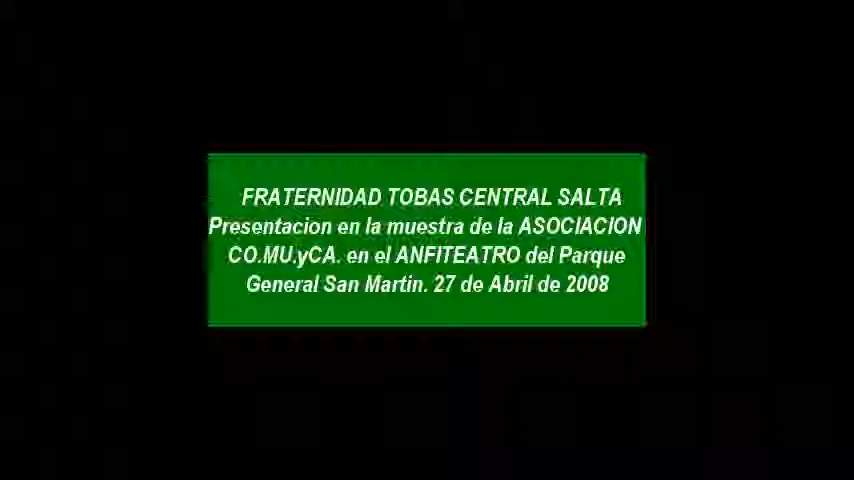 FRATERNIDAD TOBAS CENTRAL SALTA
Presentacion en la muestra de la ASOCIACION
CO.MU.yCA. en el ANFITEATRO del Parque
General San Martin. 27 de Abril de 2008